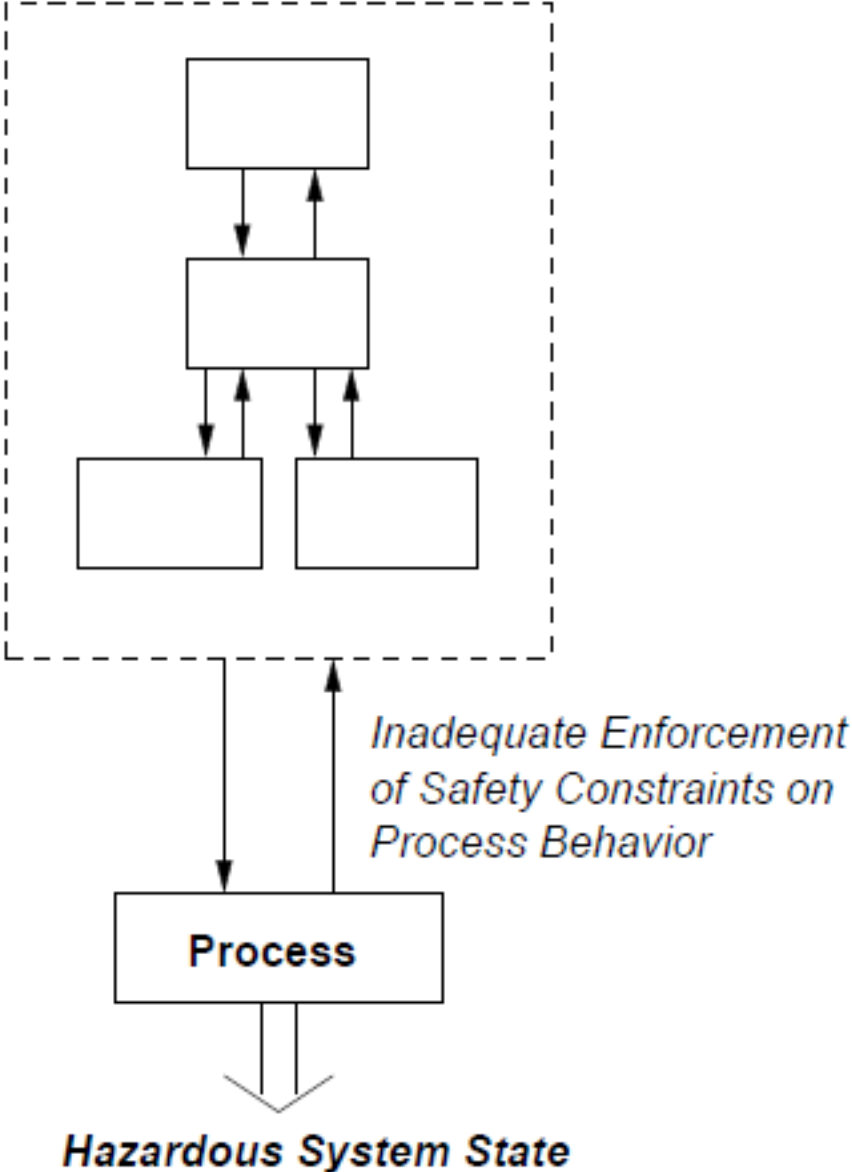 Inadequate Enforcement
of Safety Constraints on
Process Behavior
Process
Hazardous System State